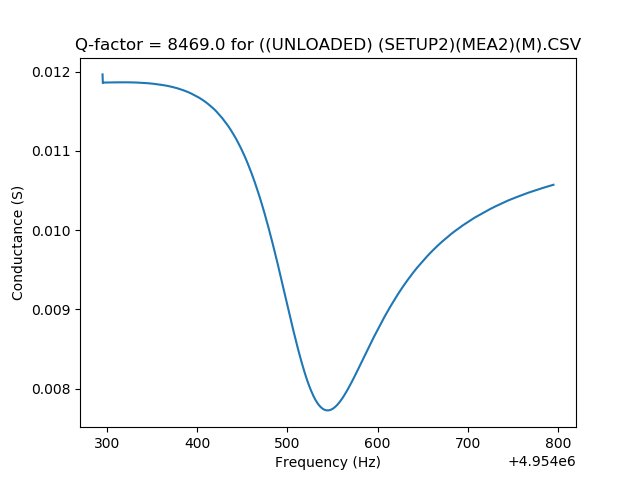 Q-factor = 8469.0 for ((UNLOADED) (SETUP2)(MEA2)(M).CSV
0.012
0.011
0.010
0.009
0.008
Conductance (S)
300 400 500 600 700 800
Frequency (Hz)
+4.954e6